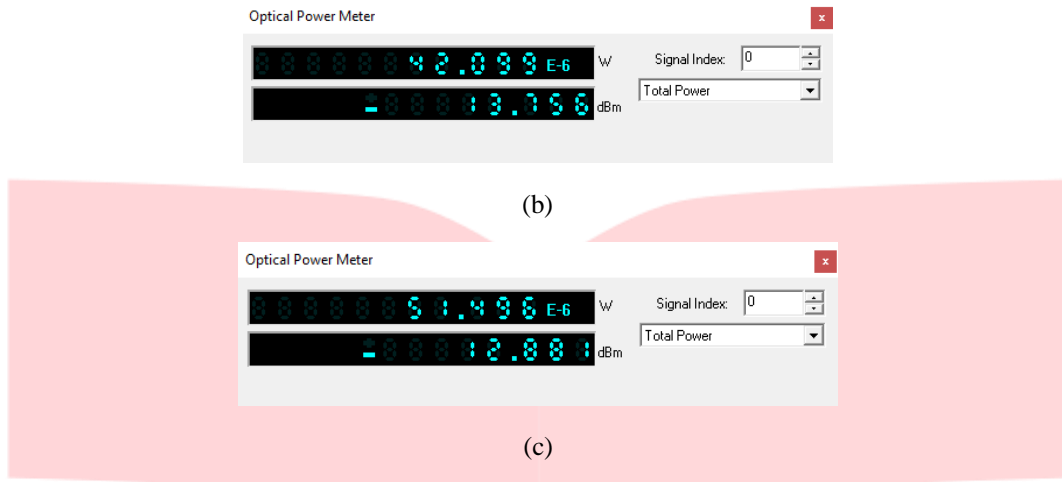 Optical Power Meter
x
42.099 E-6 W
Signal Index: 0
- 13.756 dBm
Total Power
(b)
Optical Power Meter
x
51.496 E-6 W
Signal Index: 0
- 12.881 dBm
Total Power
(c)